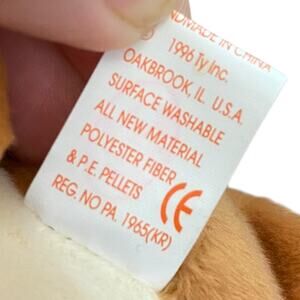 HANDMADE IN CHINA
© 1996 Ty Inc.
OAKBROOK, IL. U.S.A.
SURFACE WASHABLE
ALL NEW MATERIAL
POLYESTER FIBER
& P.E. PELLETS
REG. NO PA. 1965(KR)
CE